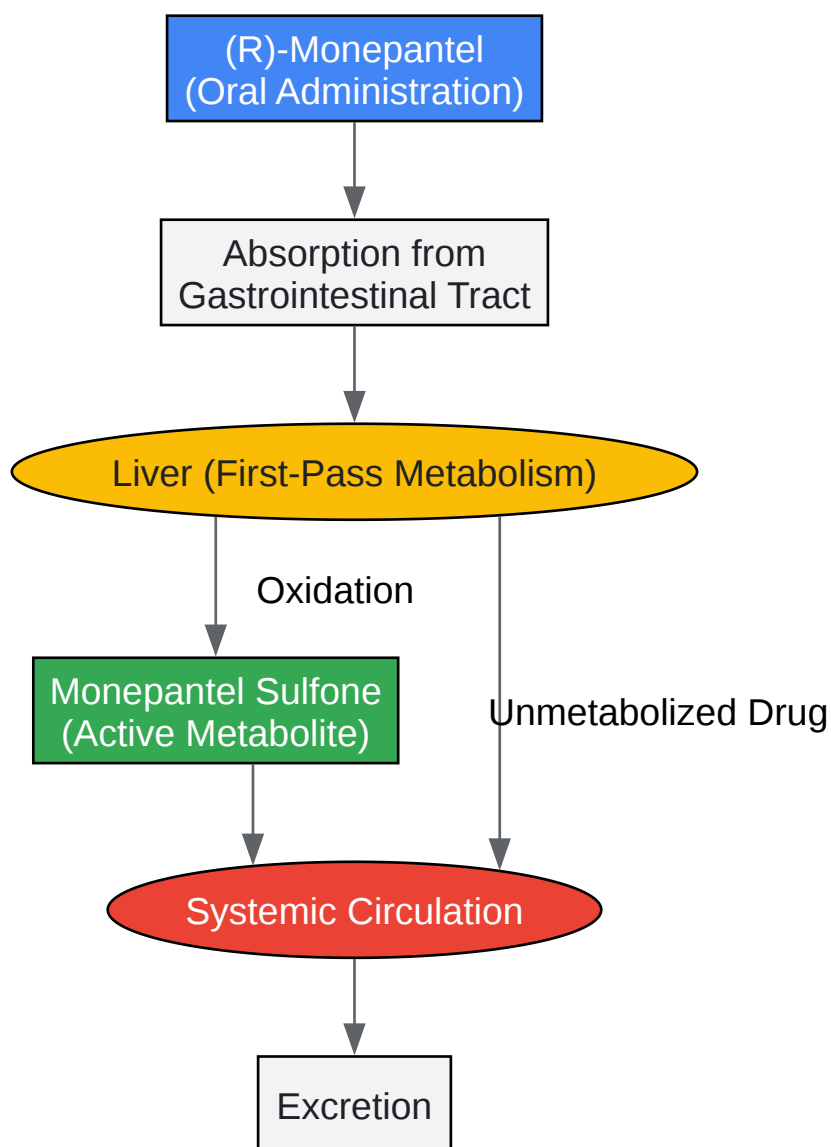 (R)-Monepantel
(Oral Administration)
Absorption from
Gastrointestinal Tract
Liver (First-Pass Metabolism)
Oxidation
Monepantel Sulfone
(Active Metabolite)
Unmetabolized Drug
Systemic Circulation
Excretion